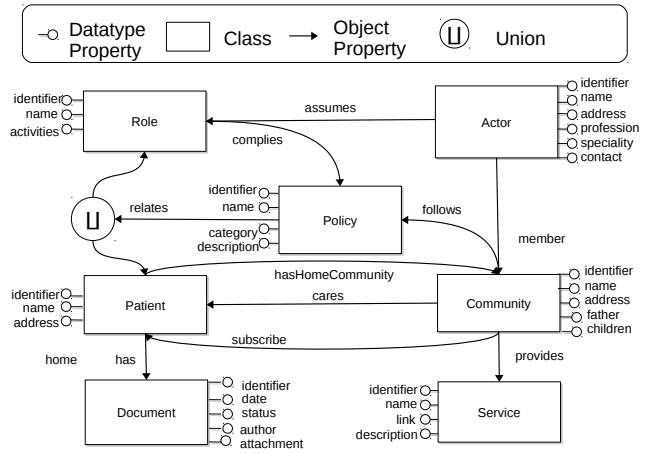 Datatype
Property
Class
Object
Property
⊔
Union
identifier
name
activities
Role
assumes
complies
Actor
identifier
name
address
profession
speciality
contact
⊔
relates
identifier
name
category
description
Policy
follows
member
hasHomeCommunity
identifier
name
address
Patient
cares
Community
identifier
name
address
father
children
subscribe
home
has
provides
Document
identifier
date
status
author
attachment
identifier
name
link
description
Service